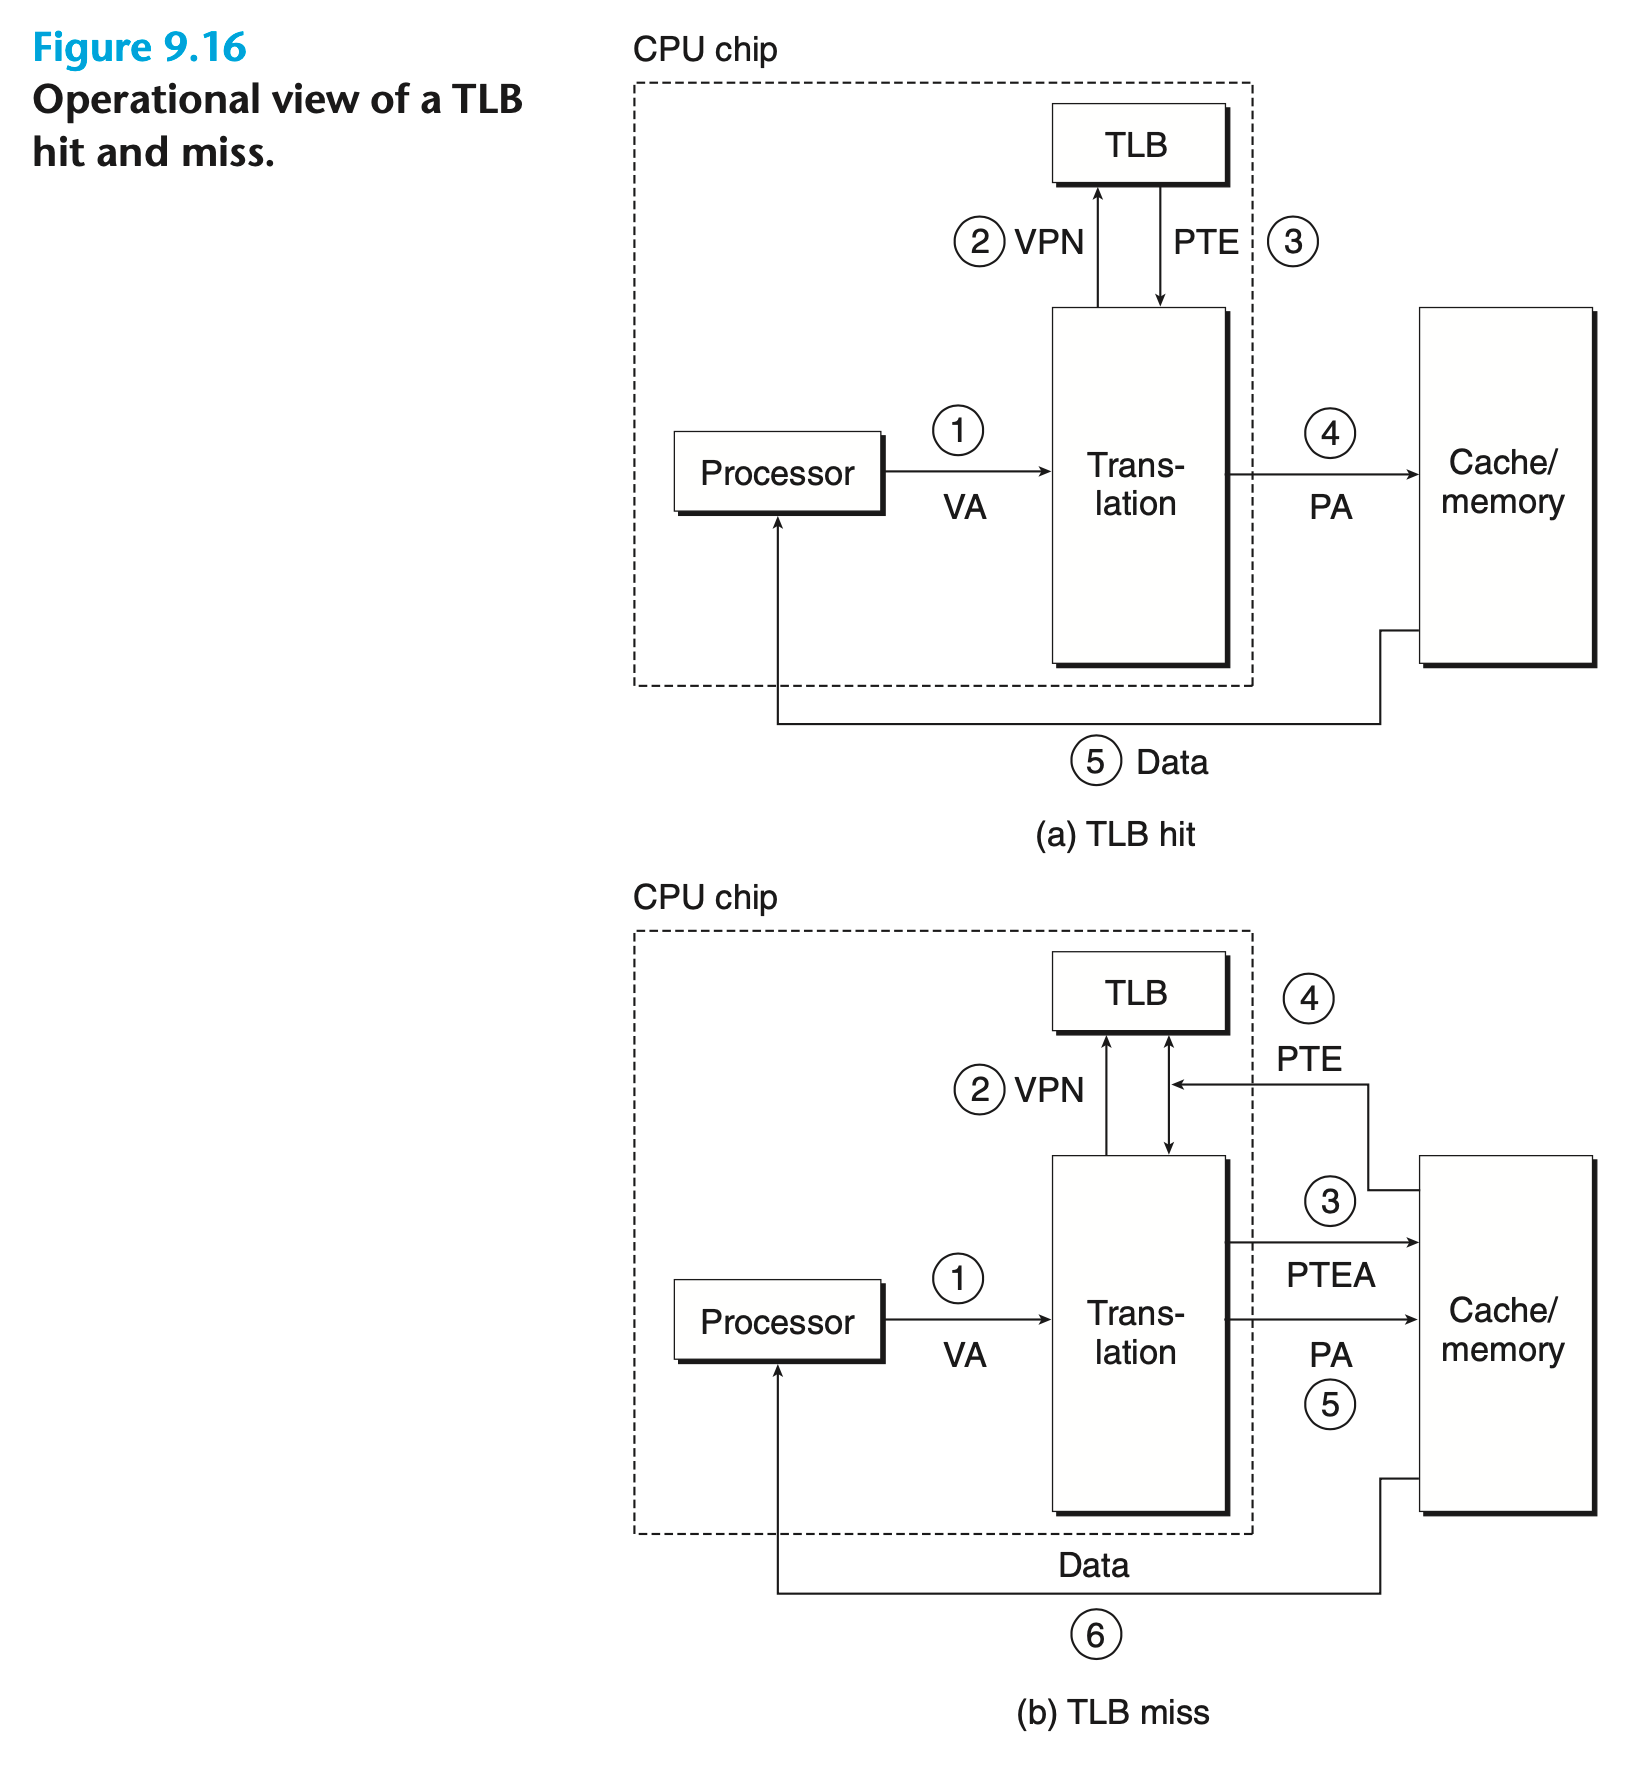 Figure 9.16
Operational view of a TLB
hit and miss.
CPU chip
TLB
2 VPN
PTE 3
Processor
1
VA
Trans-
lation
4
PA
Cache/
memory
5 Data
(a) TLB hit
CPU chip
TLB
4
PTE
2 VPN
3
PTEA
Processor
1
VA
Trans-
lation
PA
5
Cache/
memory
Data
6
(b) TLB miss